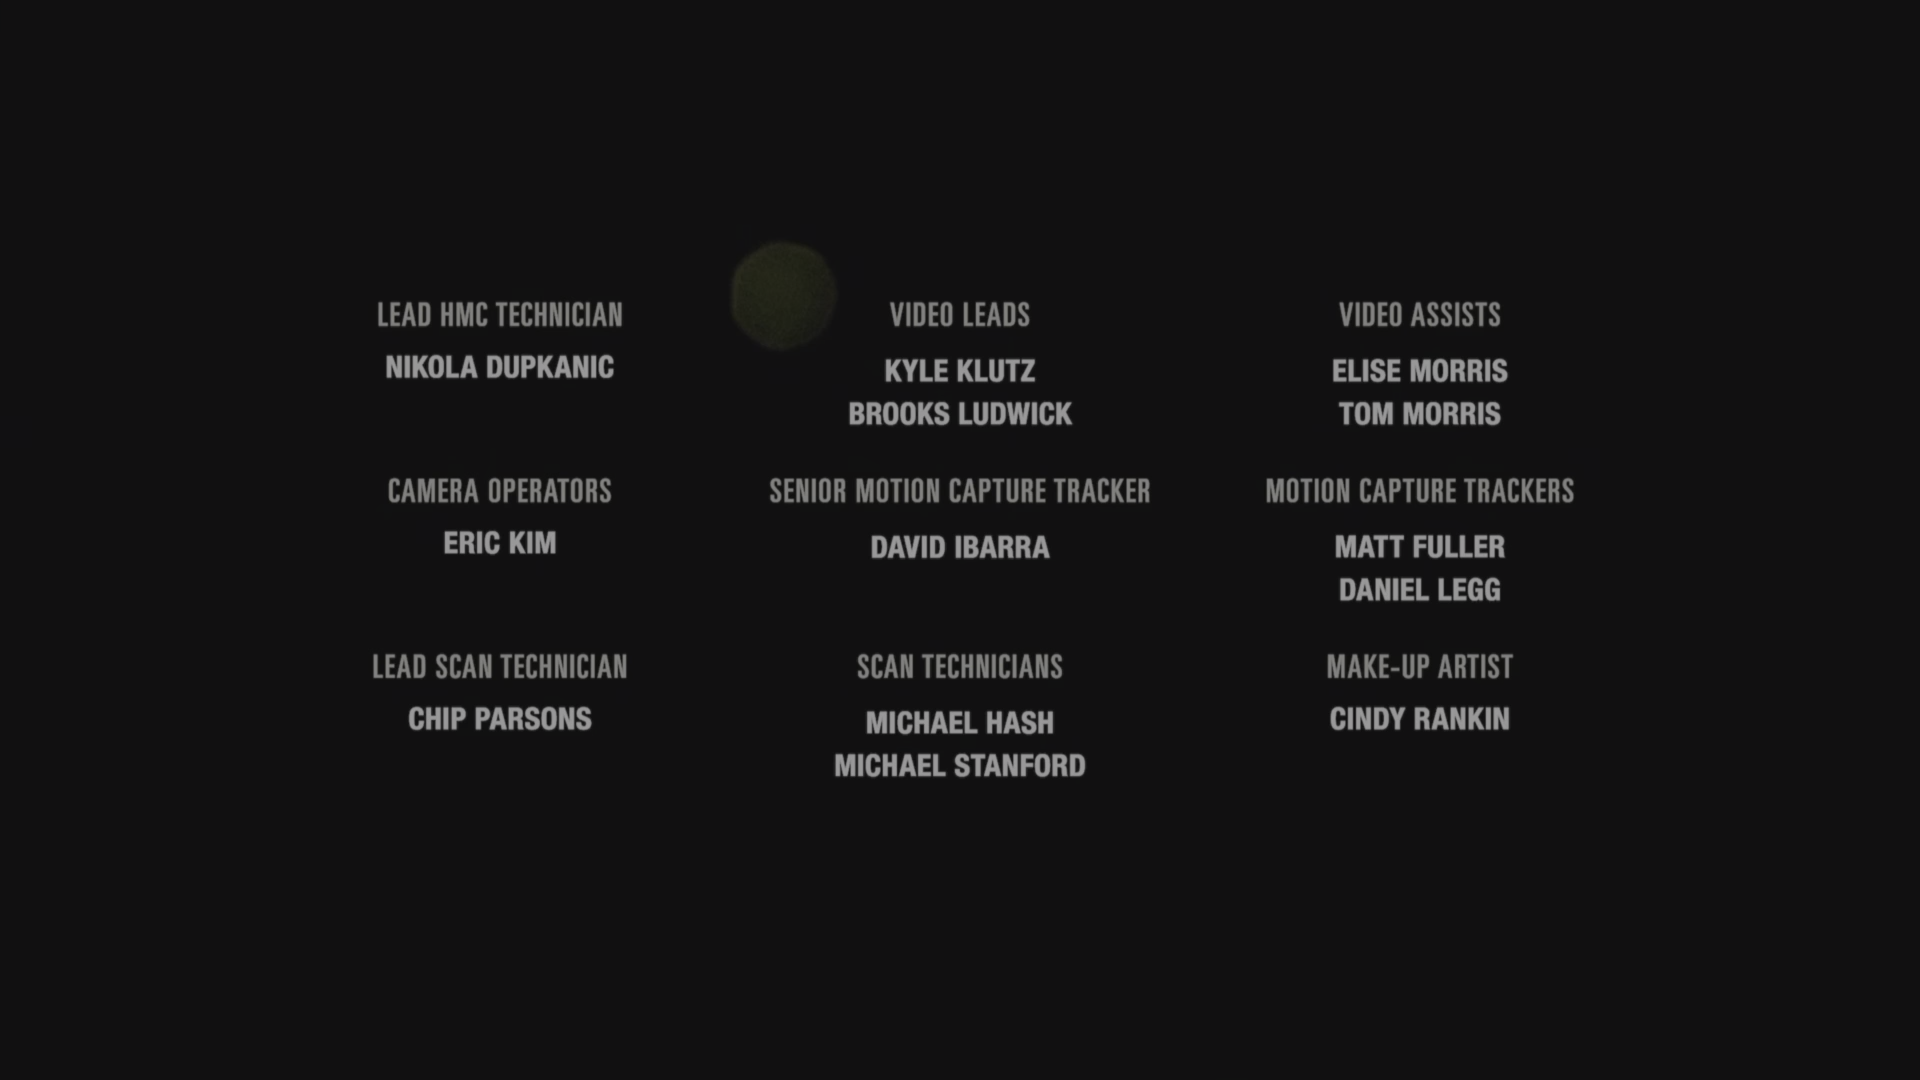 LEAD HMC TECHNICIAN
NIKOLA DUPKANIC
VIDEO LEADS
KYLE KLUTZ
BROOKS LUDWICK
VIDEO ASSISTS
ELISE MORRIS
TOM MORRIS
CAMERA OPERATORS
ERIC KIM
SENIOR MOTION CAPTURE TRACKER
DAVID IBARRA
MOTION CAPTURE TRACKERS
MATT FULLER
DANIEL LEGG
LEAD SCAN TECHNICIAN
CHIP PARSONS
SCAN TECHNICIANS
MICHAEL HASH
MICHAEL STANFORD
MAKE-UP ARTIST
CINDY RANKIN